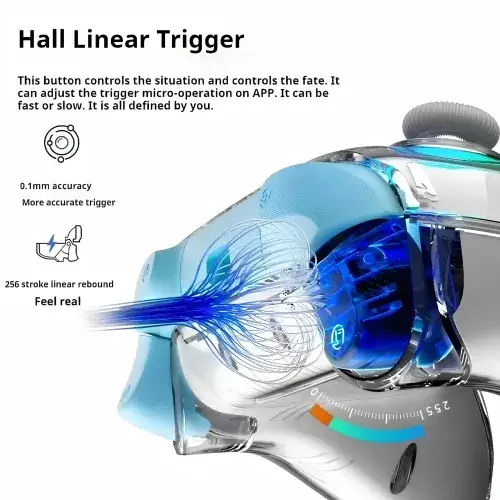 Hall Linear Trigger
This button controls the situation and controls the fate. It
can adjust the trigger micro-operation on APP. It can be
fast or slow. It is all defined by you.
0.1mm accuracy
More accurate trigger
256 stroke linear rebound
Feel real
0
255